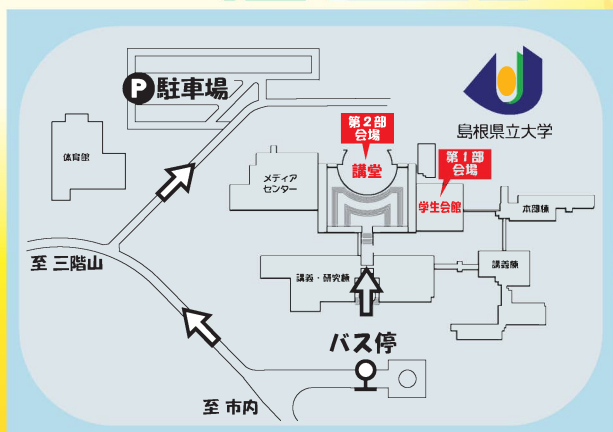 P 駐車場
島根県立大学
第2部
会場
講堂
第1部
会場
体育館
メディア
センター
学生会館
本部棟
至 三階山
講義・研究棟
講義棟
バス停
至 市内